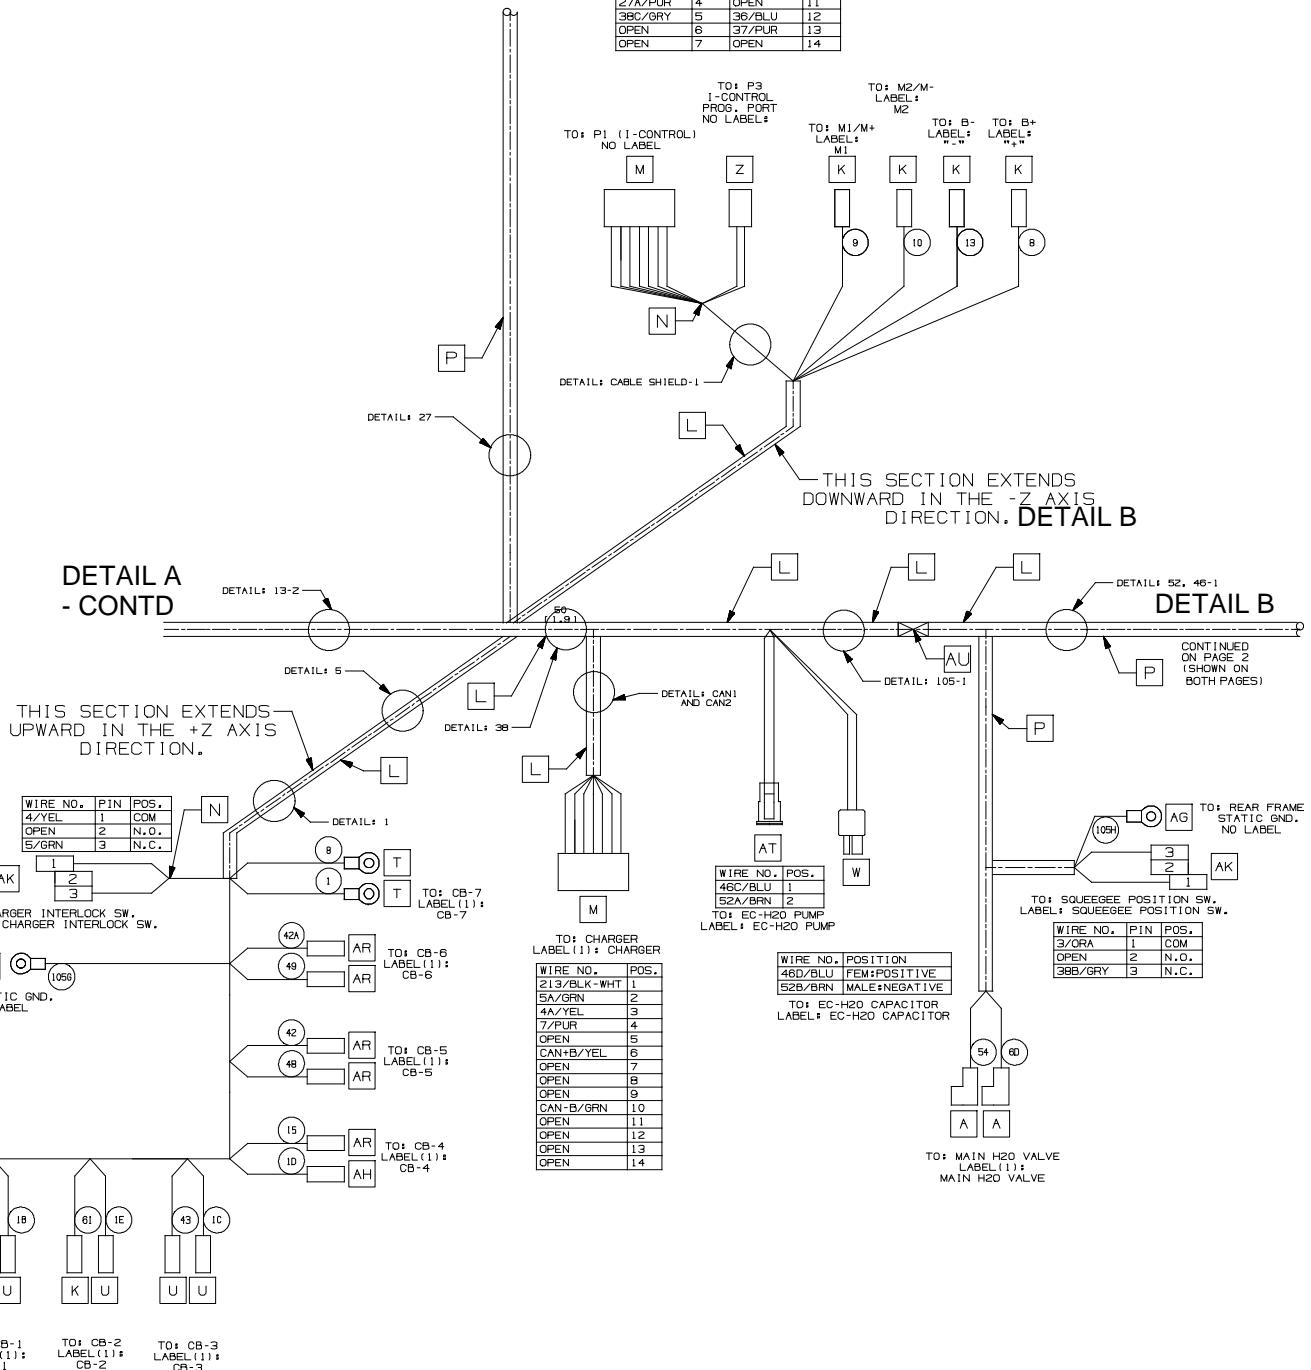 27A/PUR 4 OPEN 11
38C/GRY 5 36/BLU 12
OPEN 6 37/PUR 13
OPEN 7 OPEN 14
TO: P3
I-CONTROL
PROG. PORT
NO LABEL:
TO: M2/M-
LABEL:
M2
TO: P1 (I-CONTROL)
NO LABEL
TO: M1/M+
LABEL:
M1
TO: B-
LABEL:
"-"
TO: B+
LABEL:
"+"
M
Z
K
K
K
K
9
10
13
8
N
P
DETAIL: CABLE SHIELD-1
DETAIL: 27
L
THIS SECTION EXTENDS
DOWNWARD IN THE -Z AXIS
DIRECTION.
DETAIL B
DETAIL A
- CONTD
DETAIL: 13-2
50
[1.9]
L
L
L
DETAIL: 52, 46-1
DETAIL B
CONTINUED
ON PAGE 2
(SHOWN ON
BOTH PAGES)
AU
P
DETAIL: 105-1
DETAIL: 5
L
DETAIL: CAN1
AND CAN2
DETAIL: 38
THIS SECTION EXTENDS
UPWARD IN THE +Z AXIS
DIRECTION.
P
L
L
WIRE NO. PIN POS.
4/YEL 1 COM
OPEN 2 N.O.
5/GRN 3 N.C.
N
DETAIL: 1
1
2
3
AK
ARGER INTERLOCK SW.
CHARGER INTERLOCK SW.
8
T
1
T
TO: CB-7
LABEL(1):
CB-7
42A
AR
49
AR
TO: CB-6
LABEL(1):
CB-6
105G
TIC GND.
ABEL
42
AR
48
AR
TO: CB-5
LABEL(1):
CB-5
15
AR
1D
AH
TO: CB-4
LABEL(1):
CB-4
M
TO: CHARGER
LABEL(1): CHARGER
WIRE NO. POS.
213/BLK-WHT 1
5A/GRN 2
4A/YEL 3
7/PUR 4
OPEN 5
CAN+B/YEL 6
OPEN 7
OPEN 8
OPEN 9
CAN-B/GRN 10
OPEN 11
OPEN 12
OPEN 13
OPEN 14
AT
W
WIRE NO. POS.
46C/BLU 1
52A/BRN 2
TO: EC-H2O PUMP
LABEL: EC-H2O PUMP
WIRE NO. POSITION
46D/BLU FEM:POSITIVE
52B/BRN MALE:NEGATIVE
TO: EC-H2O CAPACITOR
LABEL: EC-H2O CAPACITOR
105H
AG
TO: REAR FRAME
STATIC GND.
NO LABEL
3
2
1
AK
TO: SQUEEGEE POSITION SW.
LABEL: SQUEEGEE POSITION SW.
WIRE NO. PIN POS.
3/ORA 1 COM
OPEN 2 N.O.
38B/GRY 3 N.C.
54
6D
A
A
TO: MAIN H2O VALVE
LABEL(1):
MAIN H2O VALVE
1B
61
1E
43
1C
U
K
U
U
U
B-1
(1):
1
TO: CB-2
LABEL(1):
CB-2
TO: CB-3
LABEL(1):
CB-3